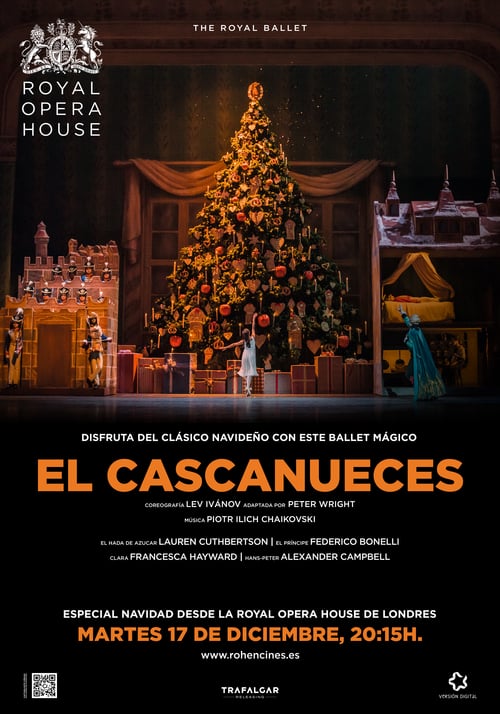 THE ROYAL BALLET
ROYAL
OPERA
HOUSE
DISFRUTA DEL CLÁSICO NAVIDEÑO CON ESTE BALLET MÁGICO
EL CASCANUECES
COREOGRAFÍA LEV IVÁNOV ADAPTADA POR PETER WRIGHT
MÚSICA PIOTR ILICH CHAIKOVSKI
EL HADA DE AZUCAR LAUREN CUTHBERTSON | EL PRÍNCIPE FEDERICO BONELLI
CLARA FRANCESCA HAYWARD | HANS-PETER ALEXANDER CAMPBELL
ESPECIAL NAVIDAD DESDE LA ROYAL OPERA HOUSE DE LONDRES
MARTES 17 DE DICIEMBRE, 20:15H.
www.rohencines.es
TRAFALGAR
RELEASING
VERSIÓN DIGITAL